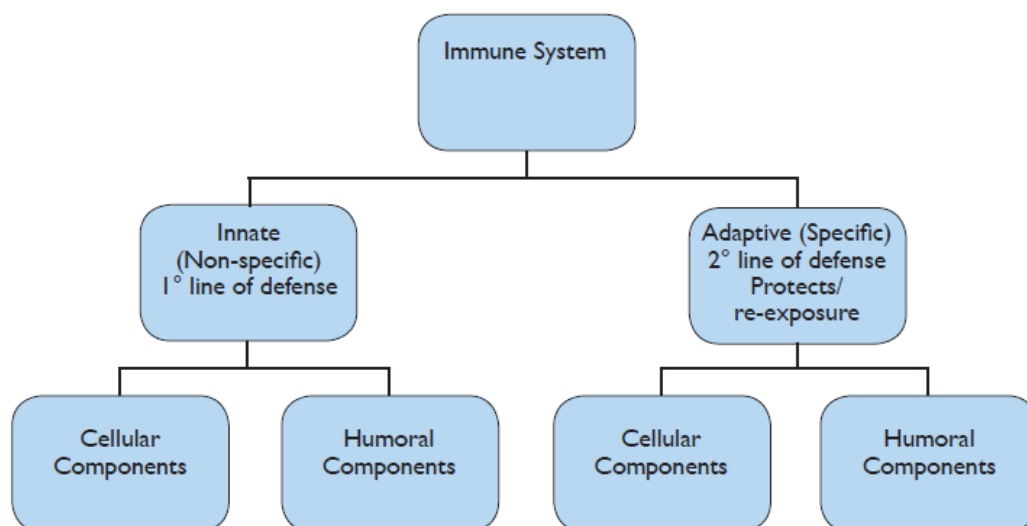 Immune System
Innate
(Non-specific)
1° line of defense
Adaptive (Specific)
2° line of defense
Protects/
re-exposure
Cellular
Components
Humoral
Components
Cellular
Components
Humoral
Components